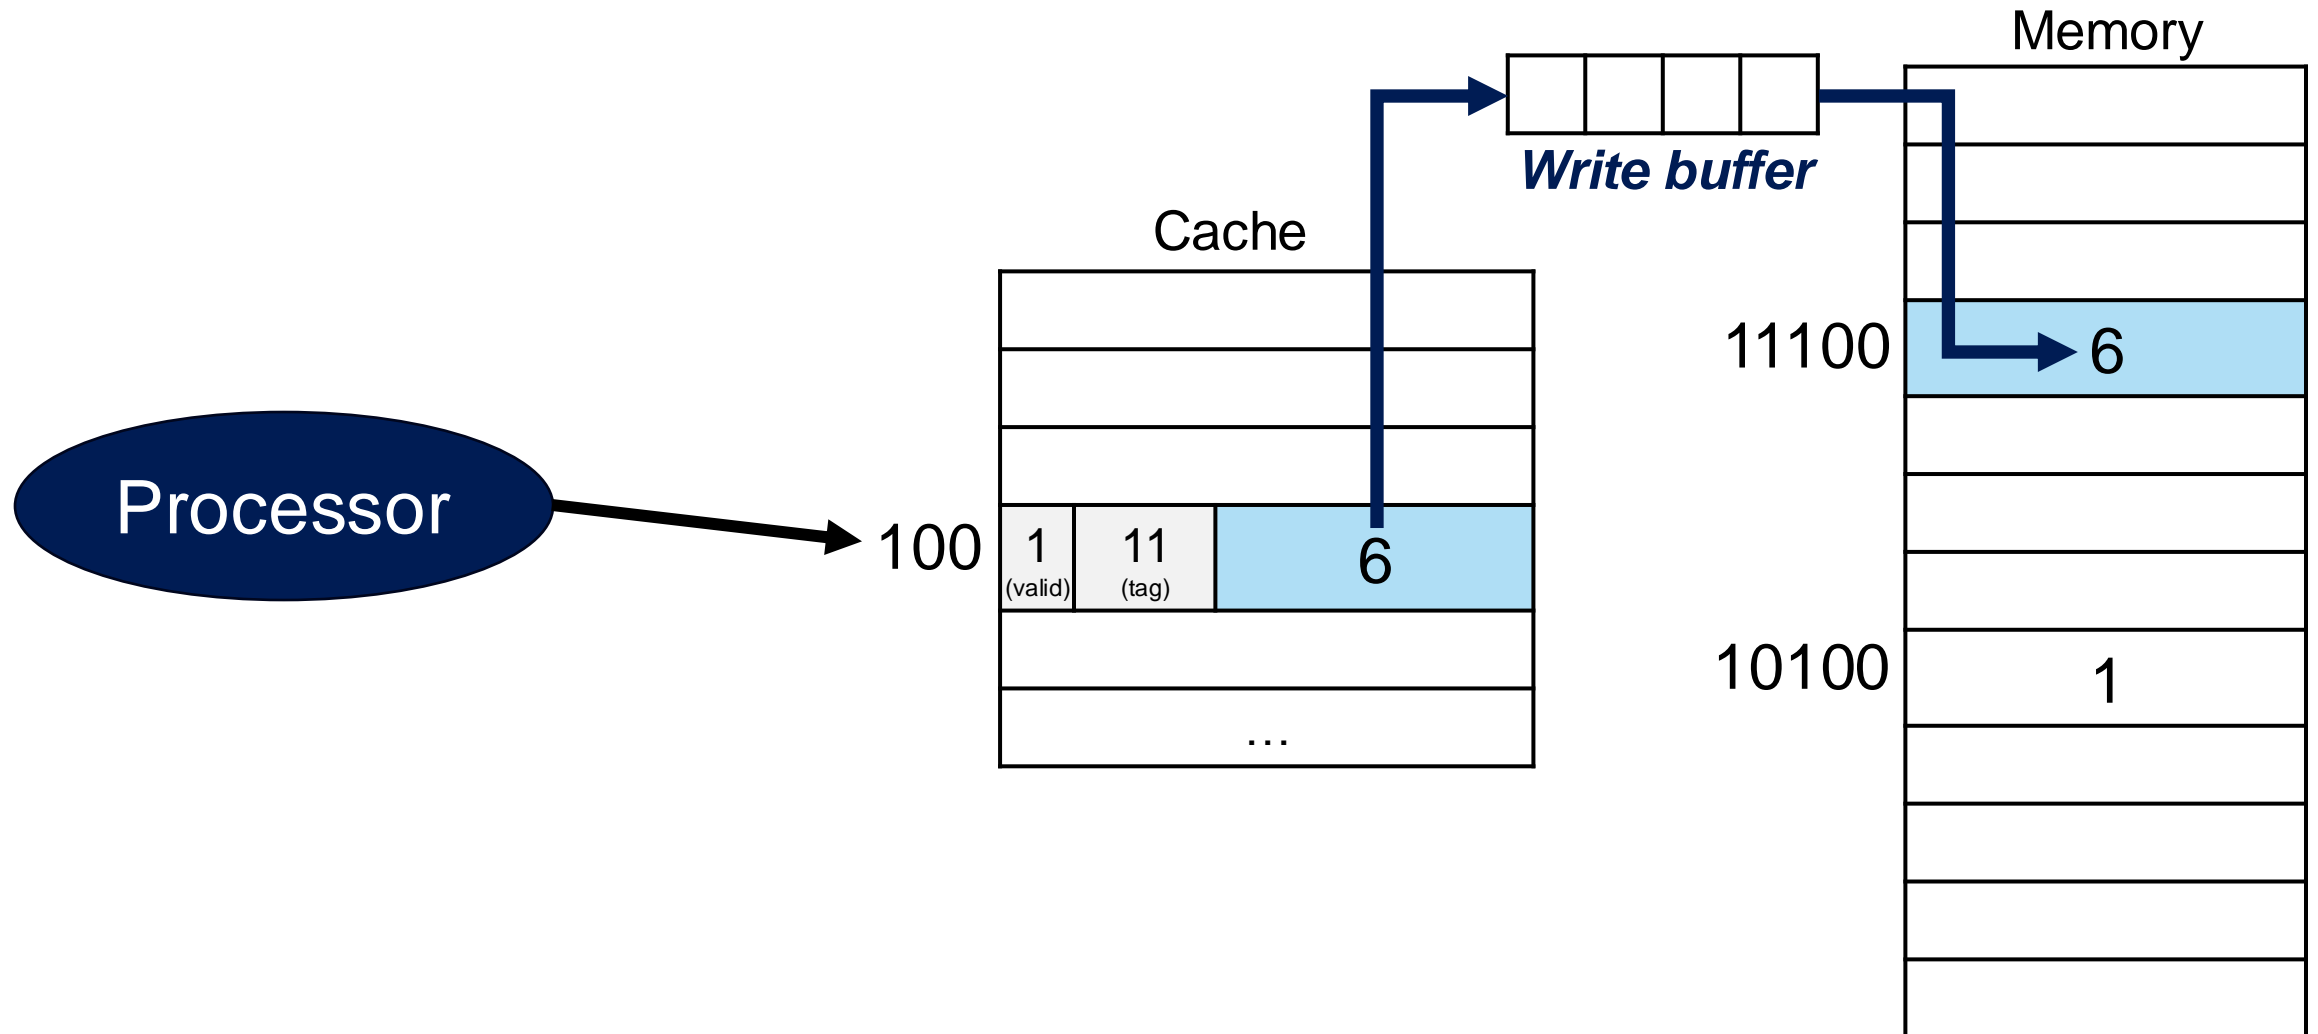 Memory
Write buffer
Cache
11100
6
Processor
100
1
11
6
(valid)
(tag)
10100
1
...